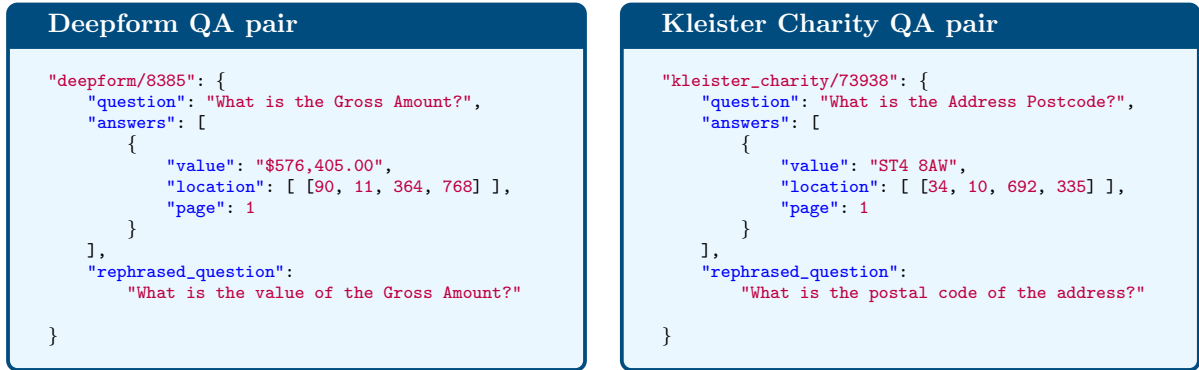 Deepform QA pair
"deepform/8385": {
"question": "What is the Gross Amount?",
"answers": [
{
"value": "$576,405.00",
"location": [ [90, 11, 364, 768] ],
"page": 1
}
],
"rephrased_question":
"What is the value of the Gross Amount?"
}
Kleister Charity QA pair
"kleister_charity/73938": {
"question": "What is the Address Postcode?",
"answers": [
{
"value": "ST4 8AW",
"location": [ [34, 10, 692, 335] ],
"page": 1
}
],
"rephrased_question":
"What is the postal code of the address?"
}